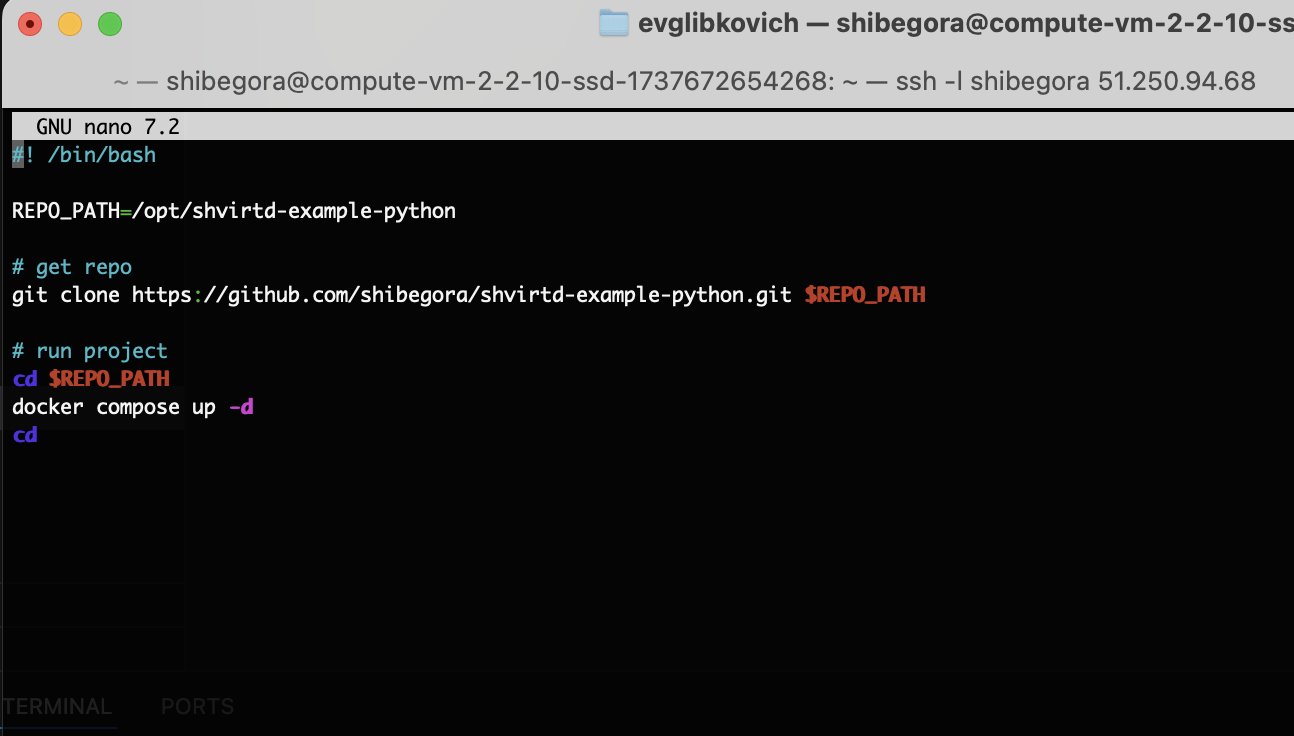 evglibkovich — shibegora@compute-vm-2-2-10-ss
~ — shibegora@compute-vm-2-2-10-ssd-1737672654268: ~ — ssh -l shibegora 51.250.94.68
GNU nano 7.2
#! /bin/bash
REPO_PATH=/opt/shvirtd-example-python
# get repo
git clone https://github.com/shibegora/shvirtd-example-python.git $REPO_PATH
# run project
cd $REPO_PATH
docker compose up -d
cd
TERMINAL PORTS